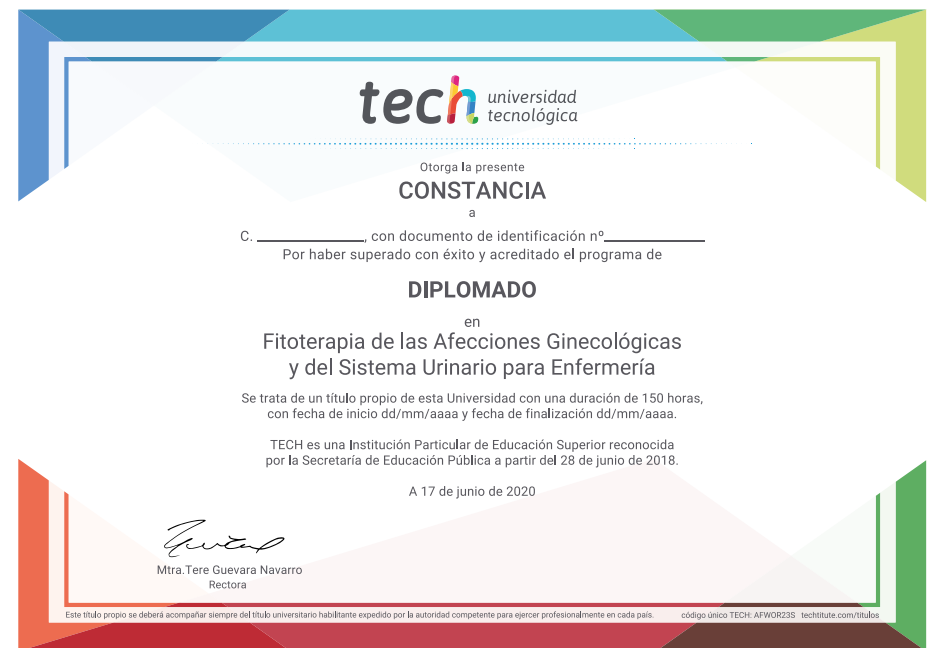 tech universidad
tecnológica
Otorga la presente
CONSTANCIA
a
C. ____________, con documento de identificación nº____________
Por haber superado con éxito y acreditado el programa de
DIPLOMADO
en
Fitoterapia de las Afecciones Ginecológicas
y del Sistema Urinario para Enfermería
Se trata de un título propio de esta Universidad con una duración de 150 horas,
con fecha de inicio dd/mm/aaaa y fecha de finalización dd/mm/aaaa.
TECH es una Institución Particular de Educación Superior reconocida
por la Secretaría de Educación Pública a partir del 28 de junio de 2018.
A 17 de junio de 2020
Mtra.Tere Guevara Navarro
Rectora
Este título propio se deberá acompañar siempre del título universitario habilitante expedido por la autoridad competente para ejercer profesionalmente en cada país. código único TECH: AFWOR23S techtitute.com/títulos